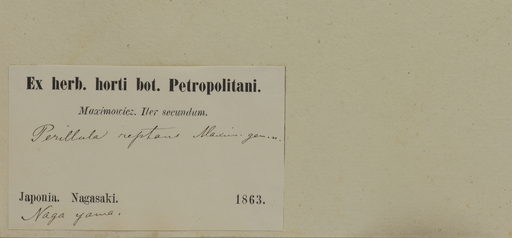 Ex herb. horti bot. Petropolitani.
Maximowicz. Iter secundum.
Perillula reptans Maxim. gen. n.
Japonia. Nagasaki. 1863.
Naga yama.